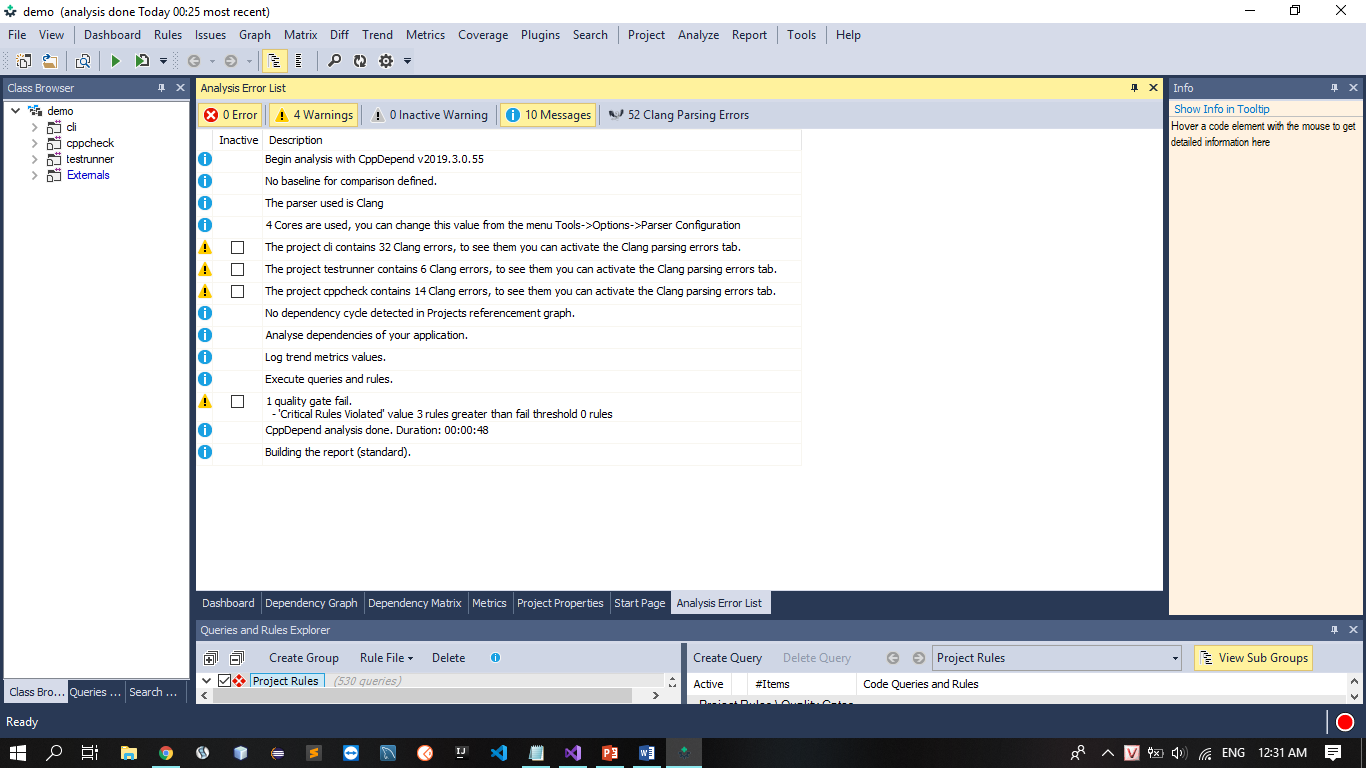 demo (analysis done Today 00:25 most recent)
File View Dashboard Rules Issues Graph Matrix Diff Trend Metrics Coverage Plugins Search Project Analyze Report Tools Help
Class Browser
demo
cli
cppcheck
testrunner
Externals
Class Bro... Queries ... Search ...
Analysis Error List
0 Error 4 Warnings 0 Inactive Warning 10 Messages 52 Clang Parsing Errors
Inactive Description
Begin analysis with CppDepend v2019.3.0.55
No baseline for comparison defined.
The parser used is Clang
4 Cores are used, you can change this value from the menu Tools->Options->Parser Configuration
The project cli contains 32 Clang errors, to see them you can activate the Clang parsing errors tab.
The project testrunner contains 6 Clang errors, to see them you can activate the Clang parsing errors tab.
The project cppcheck contains 14 Clang errors, to see them you can activate the Clang parsing errors tab.
No dependency cycle detected in Projects referencement graph.
Analyse dependencies of your application.
Log trend metrics values.
Execute queries and rules.
1 quality gate fail.
- 'Critical Rules Violated' value 3 rules greater than fail threshold 0 rules
CppDepend analysis done. Duration: 00:00:48
Building the report (standard).
Dashboard Dependency Graph Dependency Matrix Metrics Project Properties Start Page Analysis Error List
Info
Show Info in Tooltip
Hover a code element with the mouse to get
detailed information here
Queries and Rules Explorer
Create Group Rule File Delete
Project Rules (530 queries)
Create Query Delete Query Project Rules View Sub Groups
Active #Items Code Queries and Rules
Project Rules \ Quality Gates
Ready
ENG 12:31 AM